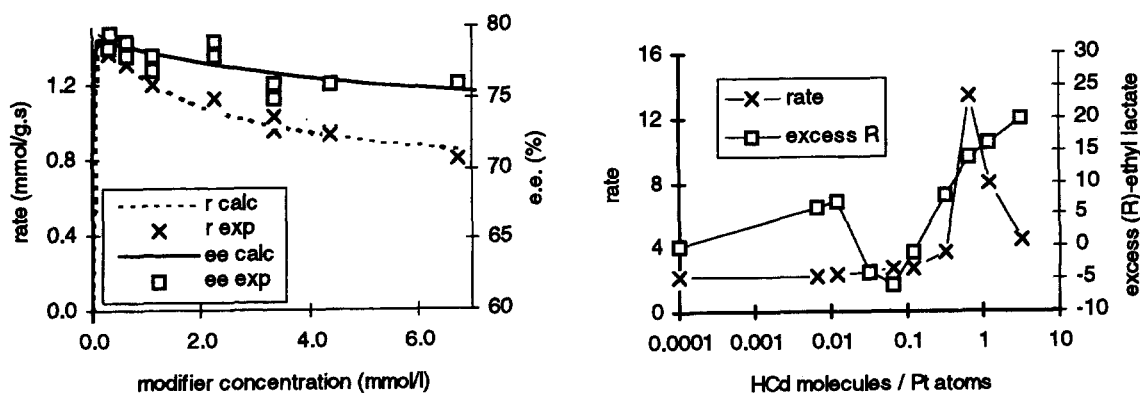 rate (mmol/g.s)
1.2
0.8
0.4
0.0
80
75
70
65
60
e.e. (%)
r calc
r exp
ee calc
ee exp
0.0 2.0 4.0 6.0
modifier concentration (mmol/l)
rate
16
12
8
4
0
30
25
20
15
10
5
0
-5
-10
excess (R)-ethyl lactate
rate
excess R
0.0001 0.001 0.01 0.1 1 10
HCd molecules / Pt atoms